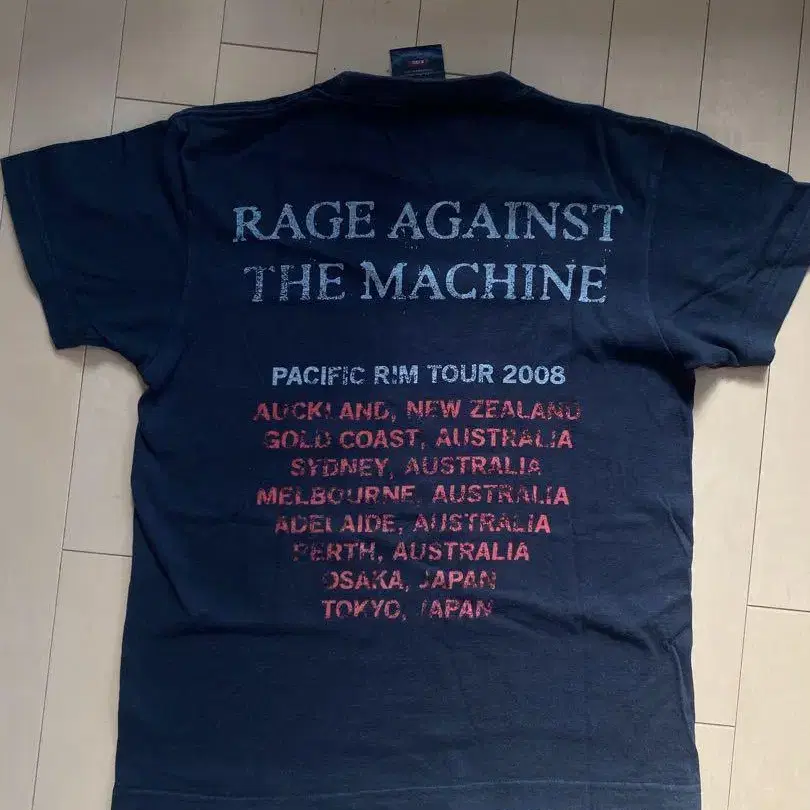 RAGE AGAINST
THE MACHINE
PACIFIC RIM TOUR 2008
AUCKLAND, NEW ZEALAND
GOLD COAST, AUSTRALIA
SYDNEY, AUSTRALIA
MELBOURNE, AUSTRALIA
ADELAIDE, AUSTRALIA
PERTH, AUSTRALIA
OSAKA, JAPAN
TOKYO, JAPAN